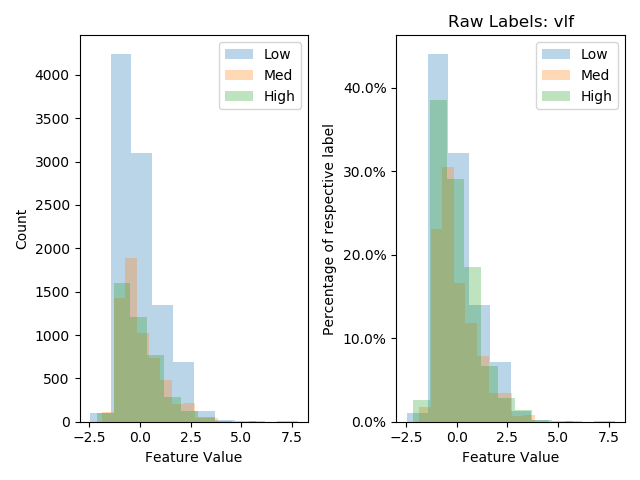 Raw Labels: vlf
Low
Med
High
4000
3500
3000
2500
2000
1500
1000
500
0
Count
−2.5 0.0 2.5 5.0 7.5
Feature Value
Low
Med
High
40.0%
30.0%
20.0%
10.0%
0.0%
Percentage of respective label
−2.5 0.0 2.5 5.0 7.5
Feature Value